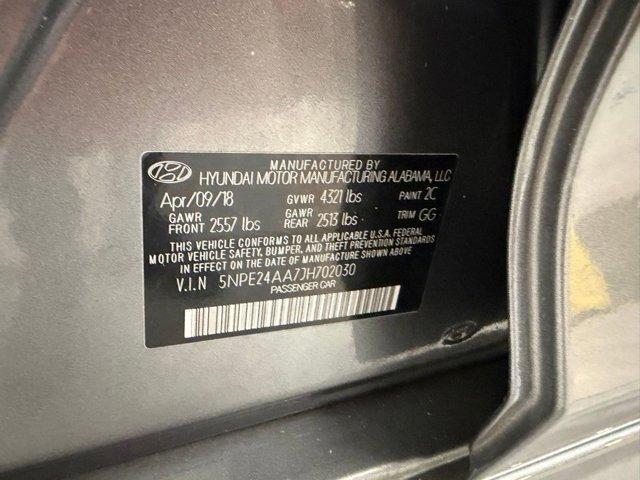 MANUFACTURED BY
HYUNDAI MOTOR MANUFACTURING ALABAMA, LLC
Apr/09/18 GVWR 4321 lbs PAINT 2C
GAWR FRONT 2557 lbs GAWR REAR 2513 lbs TRIM GG
THIS VEHICLE CONFORMS TO ALL APPLICABLE U.S.A. FEDERAL
MOTOR VEHICLE SAFETY, BUMPER, AND THEFT PREVENTION STANDARDS
IN EFFECT ON THE DATE OF MANUFACTURE SHOWN ABOVE
V.I.N 5NPE24AA7JH702030
PASSENGER CAR